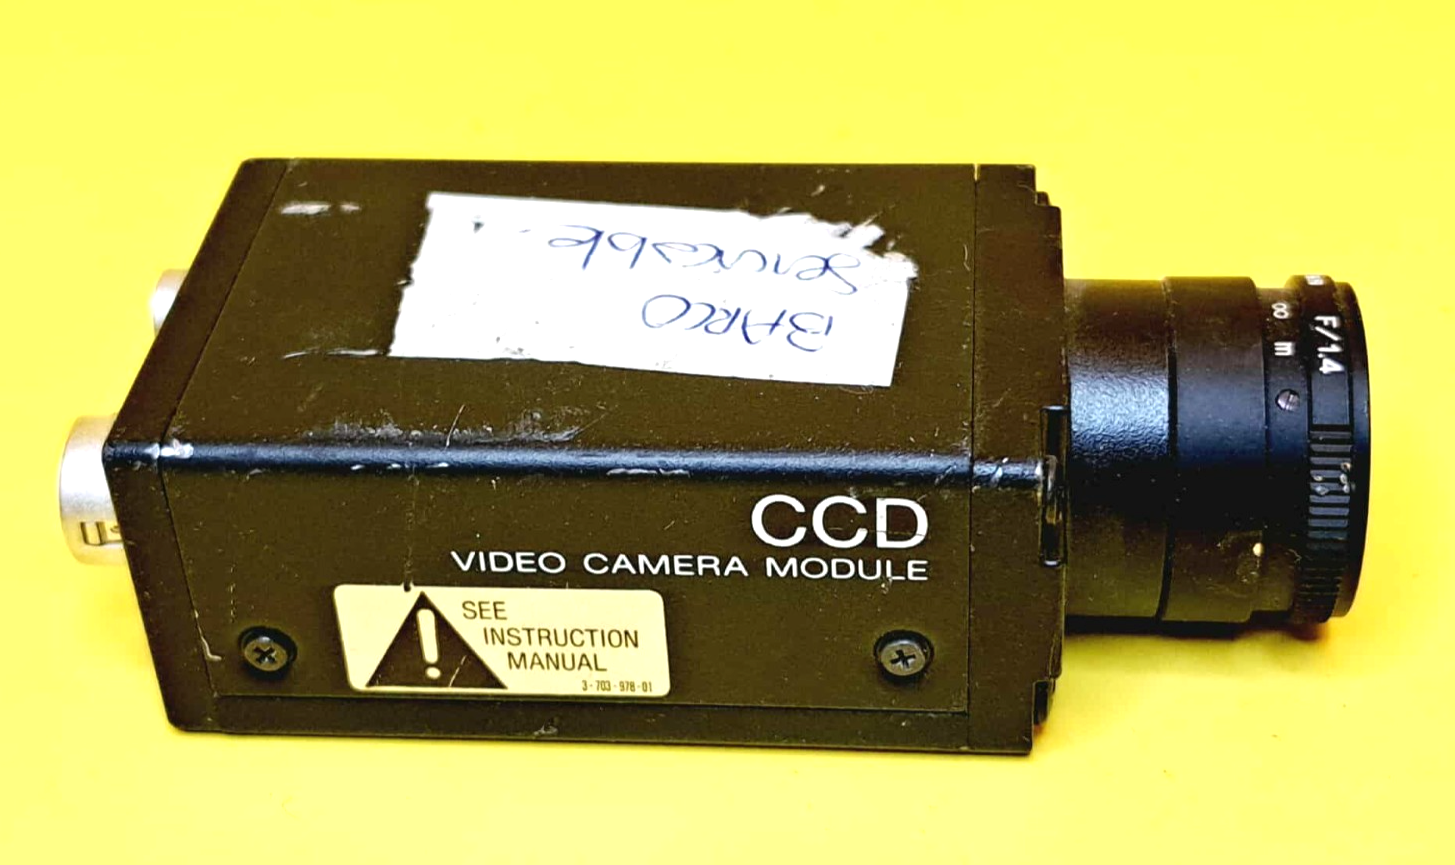 BARCO
Serviceable.
CCD
VIDEO CAMERA MODULE
SEE
INSTRUCTION
MANUAL
3-703-978-01
F/1.4
∞ m